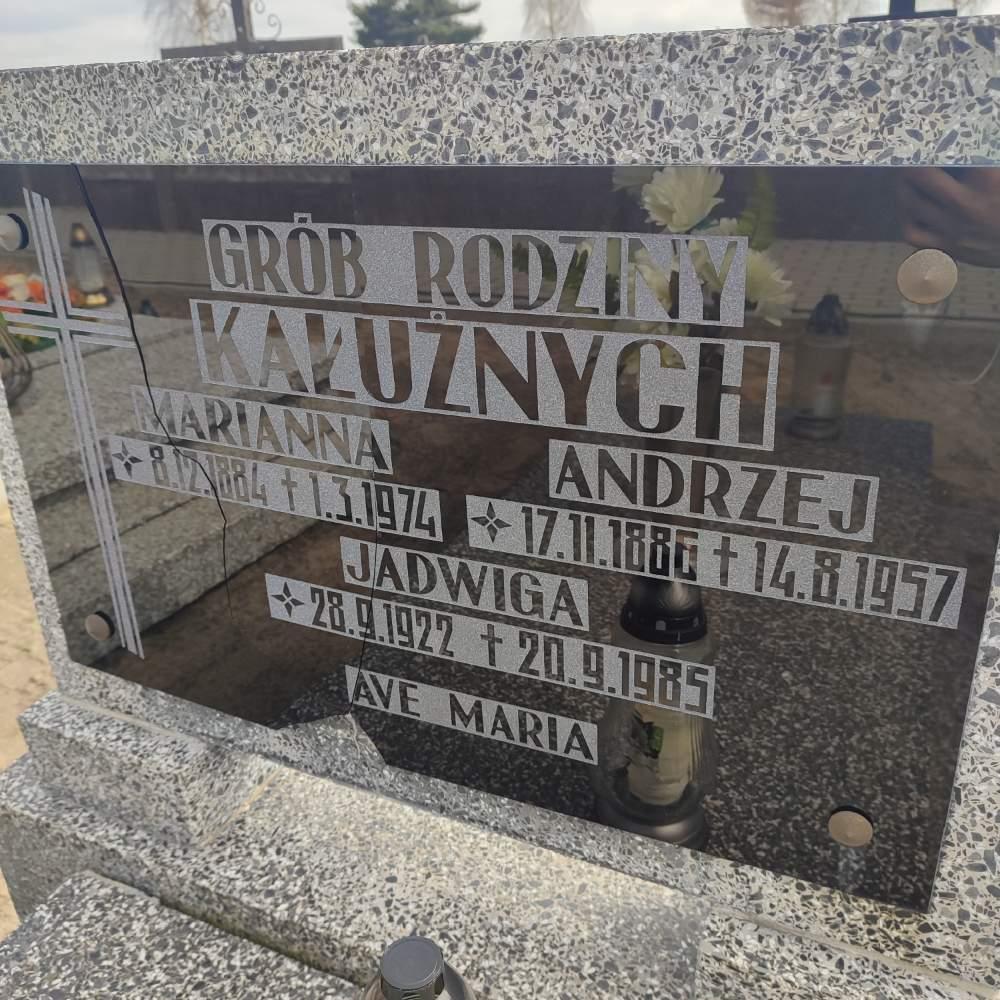 GRÓB RODZINY
KAŁUŻNYCH
MARIANNA
8.12.1884 † 1.3.1974
ANDRZEJ
17.11.1886 † 14.8.1957
JADWIGA
28.9.1922 † 20.9.1985
AVE MARIA